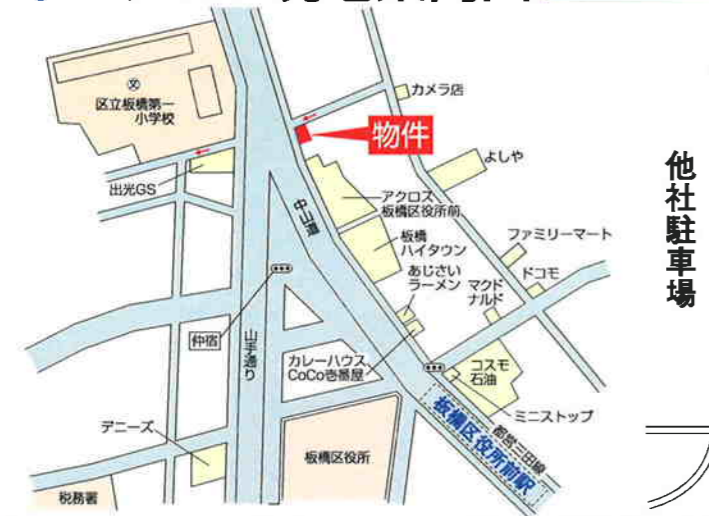 カメラ店
区立板橋第一
小学校
物件
よしや
出光GS
アクロス
板橋区役所前
中山道
板橋
ハイタウン
ファミリーマート
あじさい
ラーメン
マクド
ナルド
ドコモ
仲宿
山手通り
カレーハウス
CoCo壱番屋
コスモ
石油
ミニストップ
デニーズ
板橋区役所
板橋区役所前駅
都営三田線
税務署
他社駐車場